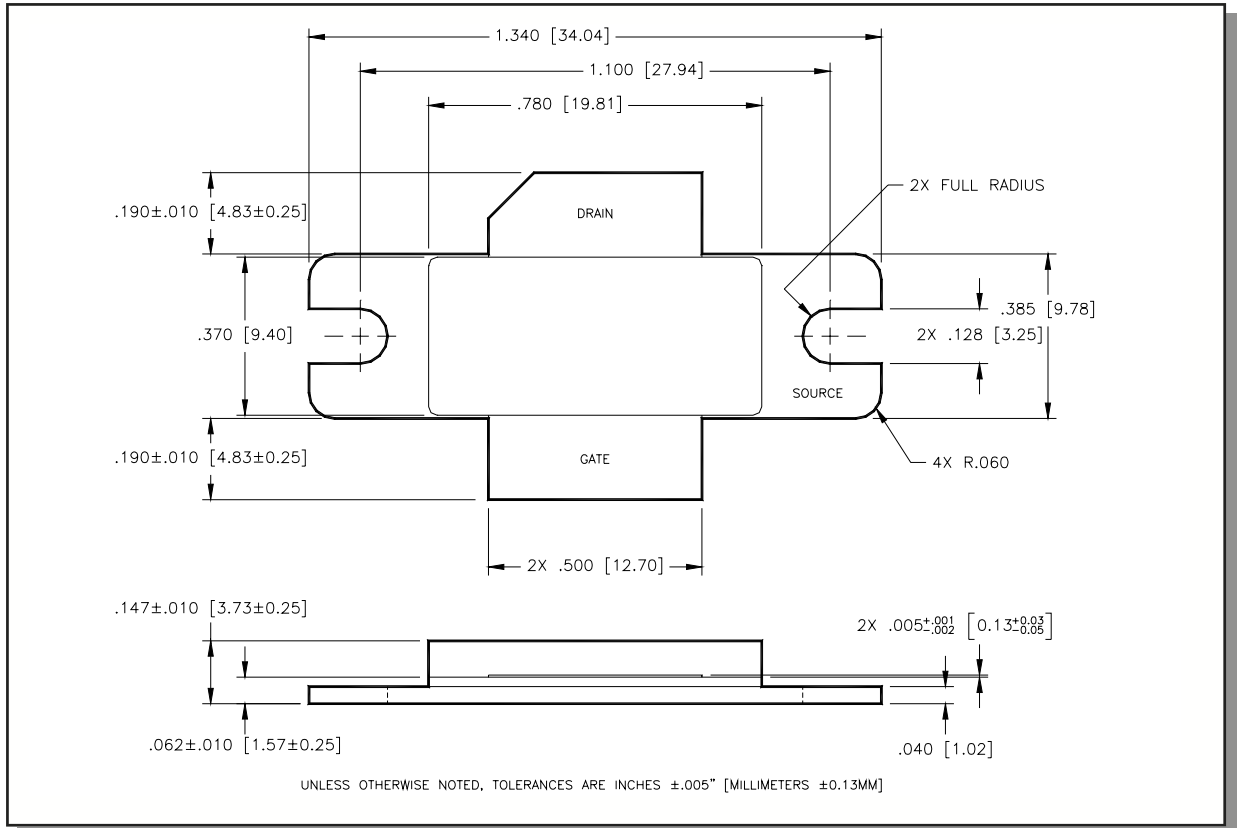 1.340 [34.04]
1.100 [27.94]
.780 [19.81]
2X FULL RADIUS
.190±.010 [4.83±0.25]
DRAIN
.385 [9.78]
.370 [9.40]
2X .128 [3.25]
SOURCE
.190±.010 [4.83±0.25]
GATE
4X R.060
2X .500 [12.70]
.147±.010 [3.73±0.25]
2X .005+.001-.002 [0.13+0.03-0.05]
.062±.010 [1.57±0.25]
.040 [1.02]
UNLESS OTHERWISE NOTED, TOLERANCES ARE INCHES ±.005” [MILLIMETERS ±0.13MM]